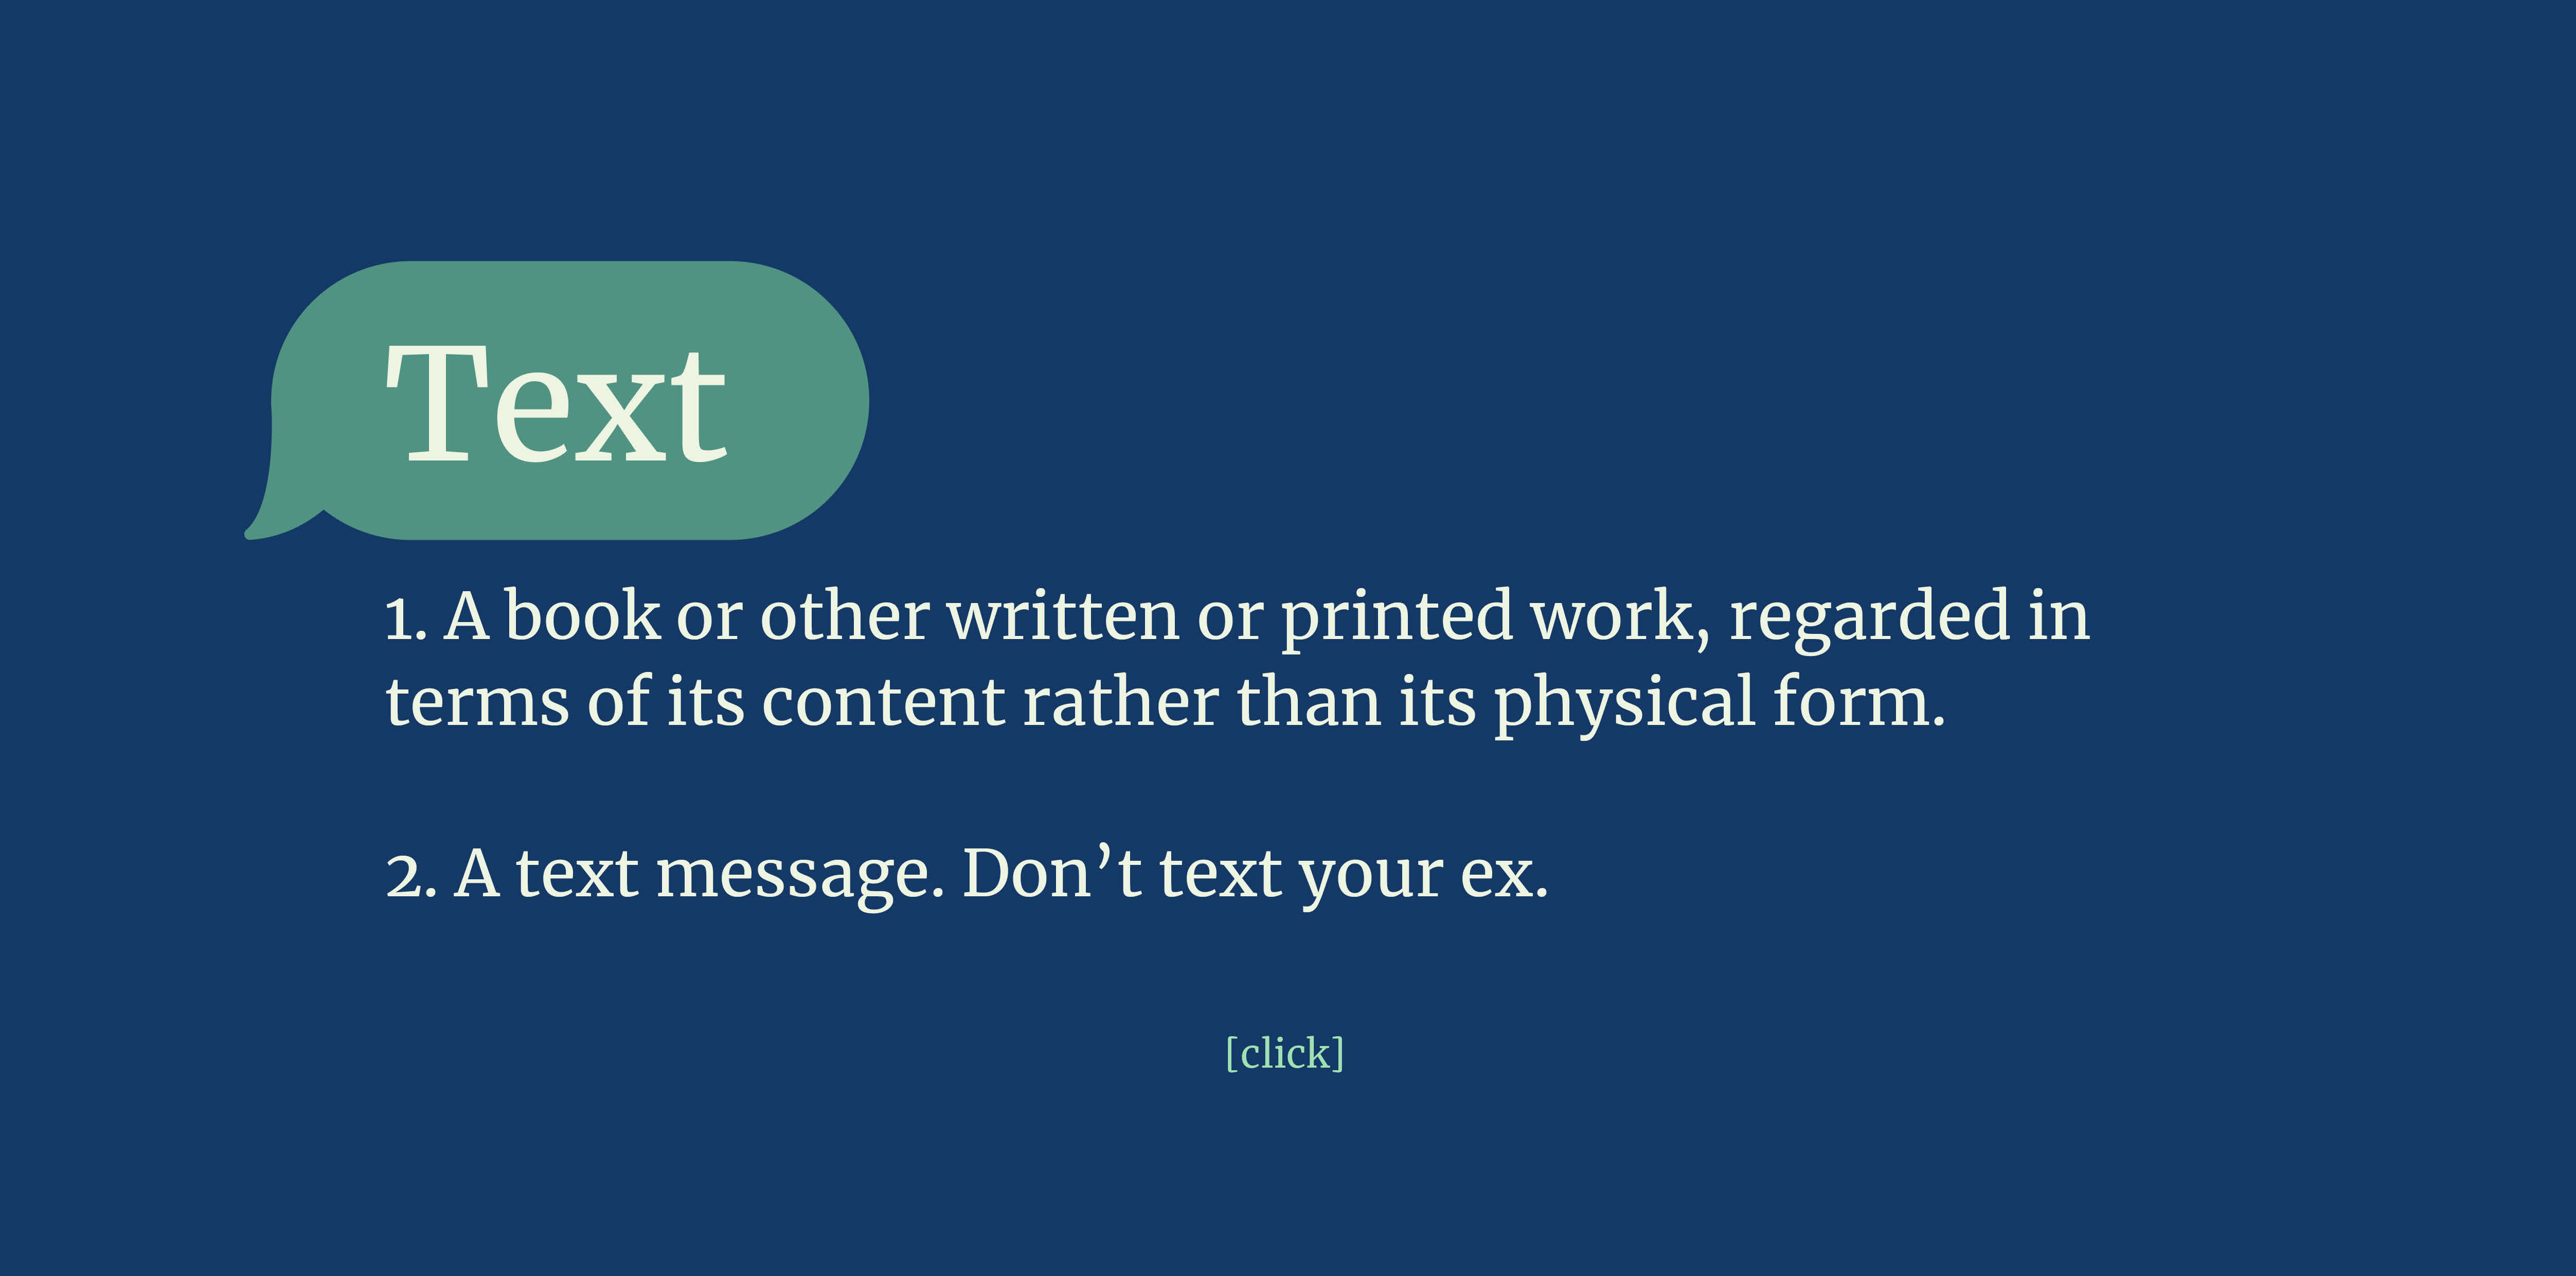 Text
1. A book or other written or printed work, regarded in
terms of its content rather than its physical form.
2. A text message. Don’t text your ex.
[click]